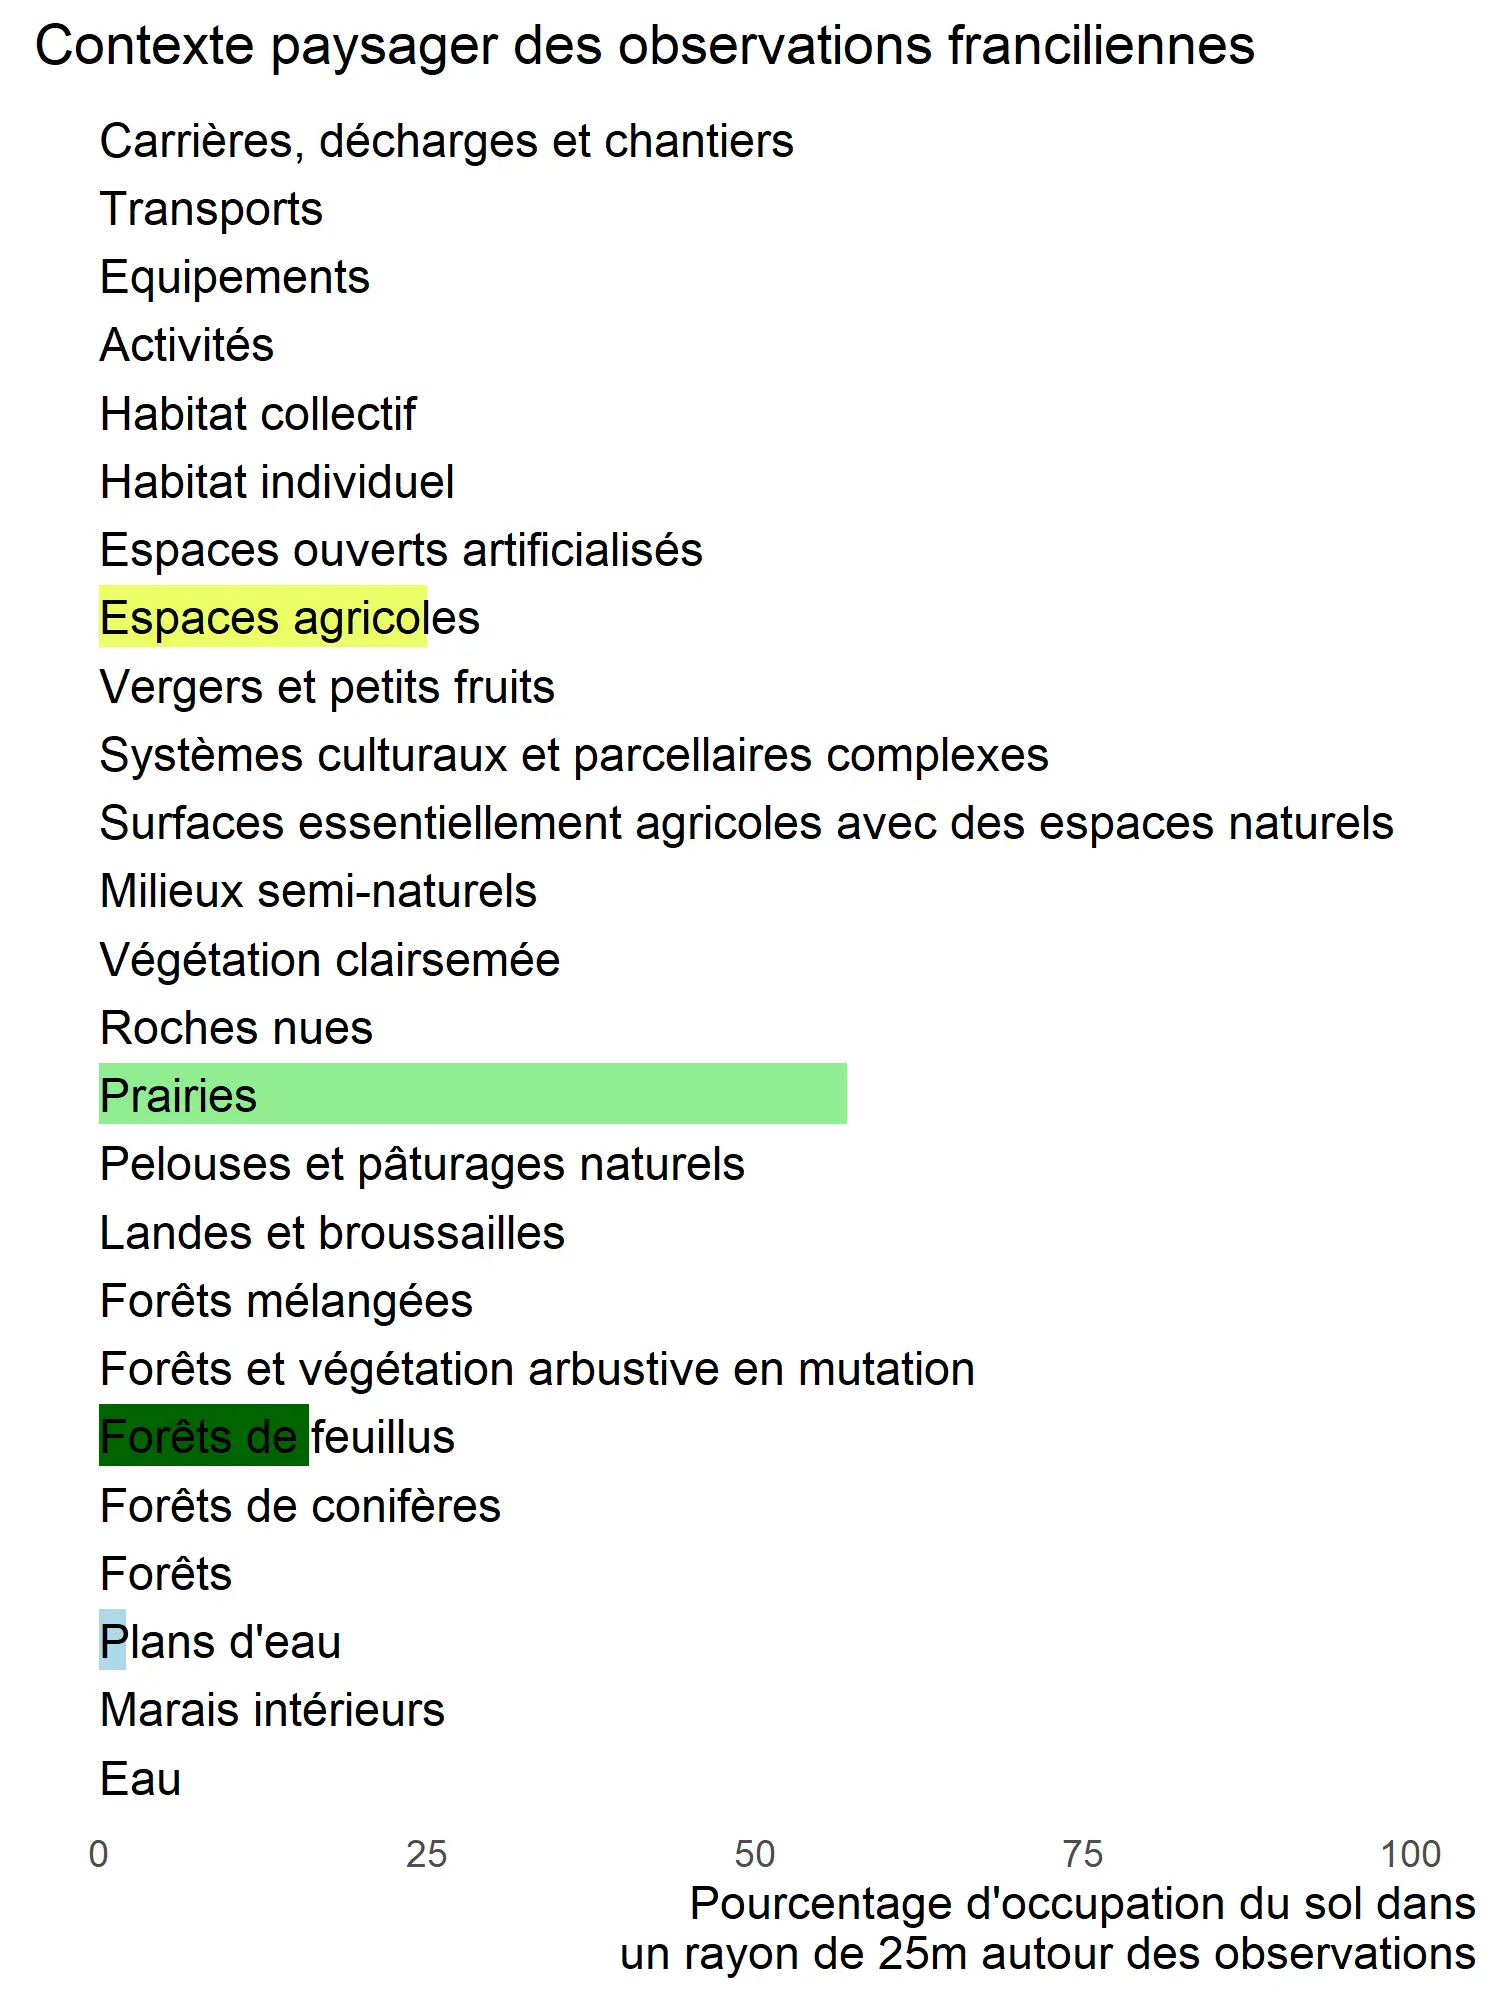 Contexte paysager des observations franciliennes
Carrières, décharges et chantiers
Transports
Equipements
Activités
Habitat collectif
Habitat individuel
Espaces ouverts artificialisés
Espaces agricoles
Vergers et petits fruits
Systèmes culturaux et parcellaires complexes
Surfaces essentiellement agricoles avec des espaces naturels
Milieux semi-naturels
Végétation clairsemée
Roches nues
Prairies
Pelouses et pâturages naturels
Landes et broussailles
Forêts mélangées
Forêts et végétation arbustive en mutation
Forêts de feuillus
Forêts de conifères
Forêts
Plans d'eau
Marais intérieurs
Eau
0 25 50 75 100
Pourcentage d'occupation du sol dans
un rayon de 25m autour des observations